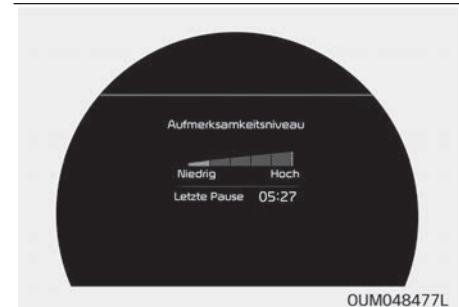 Aufmerksamkeitsniveau
Niedrig Hoch
Letzte Pause 05:27
OUM048477L